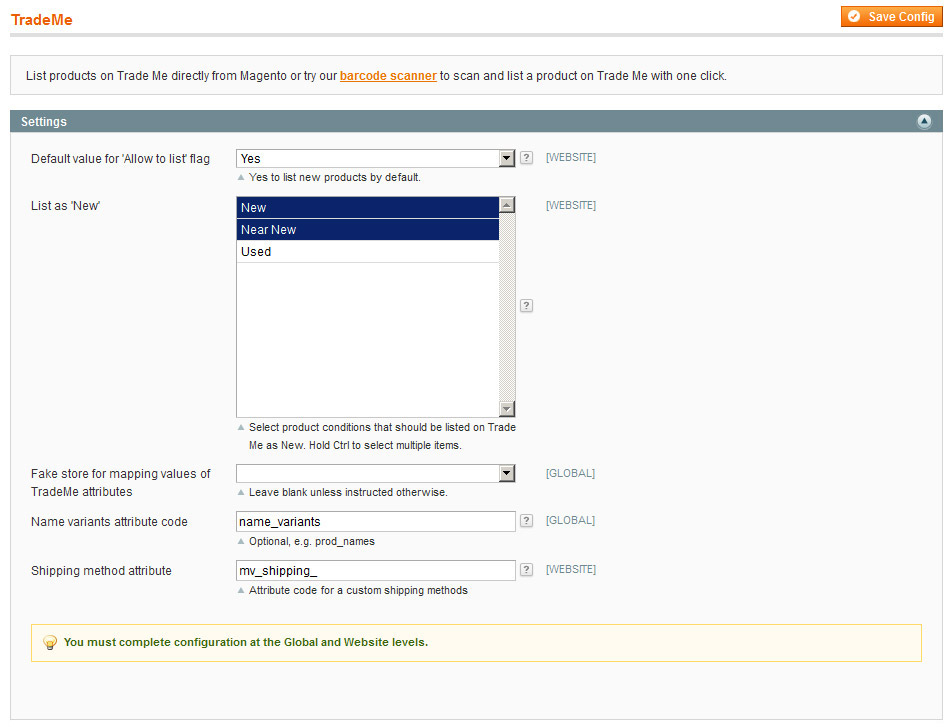 TradeMe
Save Config
List products on Trade Me directly from Magento or try our barcode scanner to scan and list a product on Trade Me with one click.
Settings
Default value for 'Allow to list' flag
Yes
?
[WEBSITE]
Yes to list new products by default.
List as 'New'
New
Near New
Used
?
[WEBSITE]
Select product conditions that should be listed on Trade
Me as New. Hold Ctrl to select multiple items.
Fake store for mapping values of
TradeMe attributes
[GLOBAL]
Leave blank unless instructed otherwise.
Name variants attribute code
name_variants
?
[GLOBAL]
Optional, e.g. prod_names
Shipping method attribute
mv_shipping_
?
[WEBSITE]
Attribute code for a custom shipping methods
You must complete configuration at the Global and Website levels.